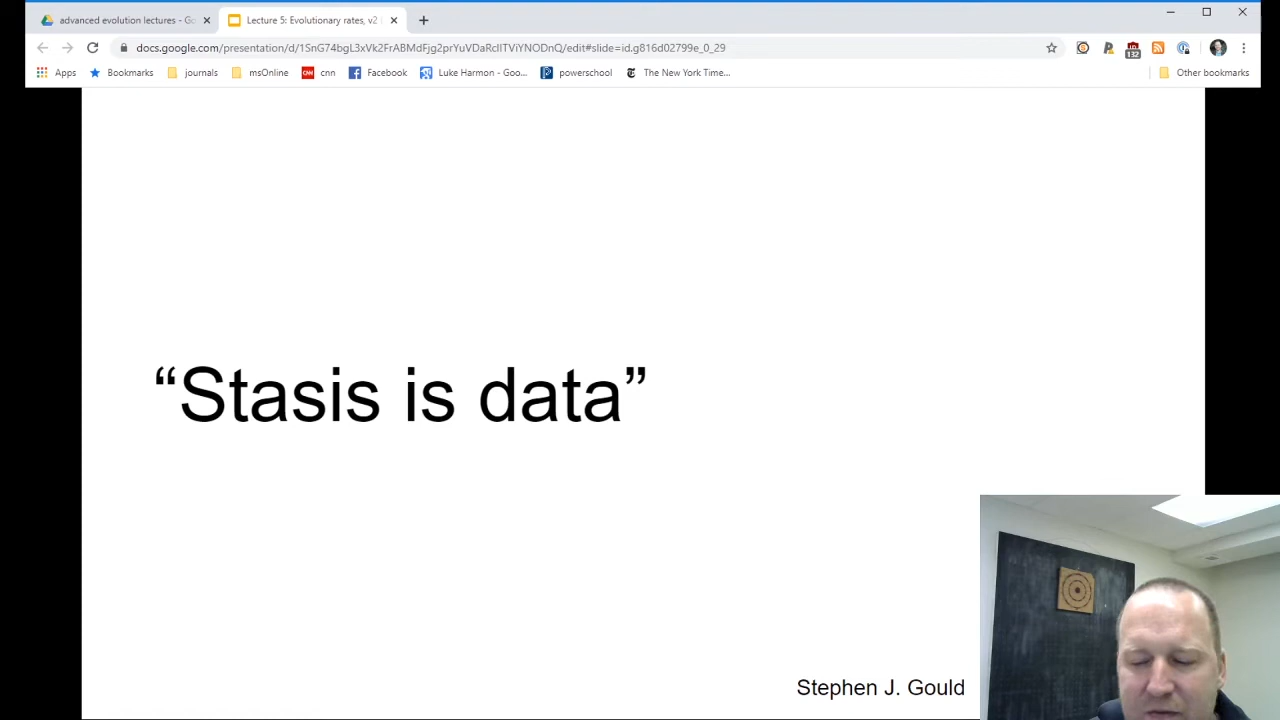 advanced evolution lectures - Go
Lecture 5: Evolutionary rates, v2
docs.google.com/presentation/d/1SnG74bgL3xVk2FrABMdFjg2prYuVDaRclITViYNODnQ/edit#slide=id.g816d02799e_0_29
132
Apps Bookmarks journals msOnline cnn Facebook Luke Harmon - Goo... powerschool The New York Time... Other bookmarks
“Stasis is data”
Stephen J. Gould